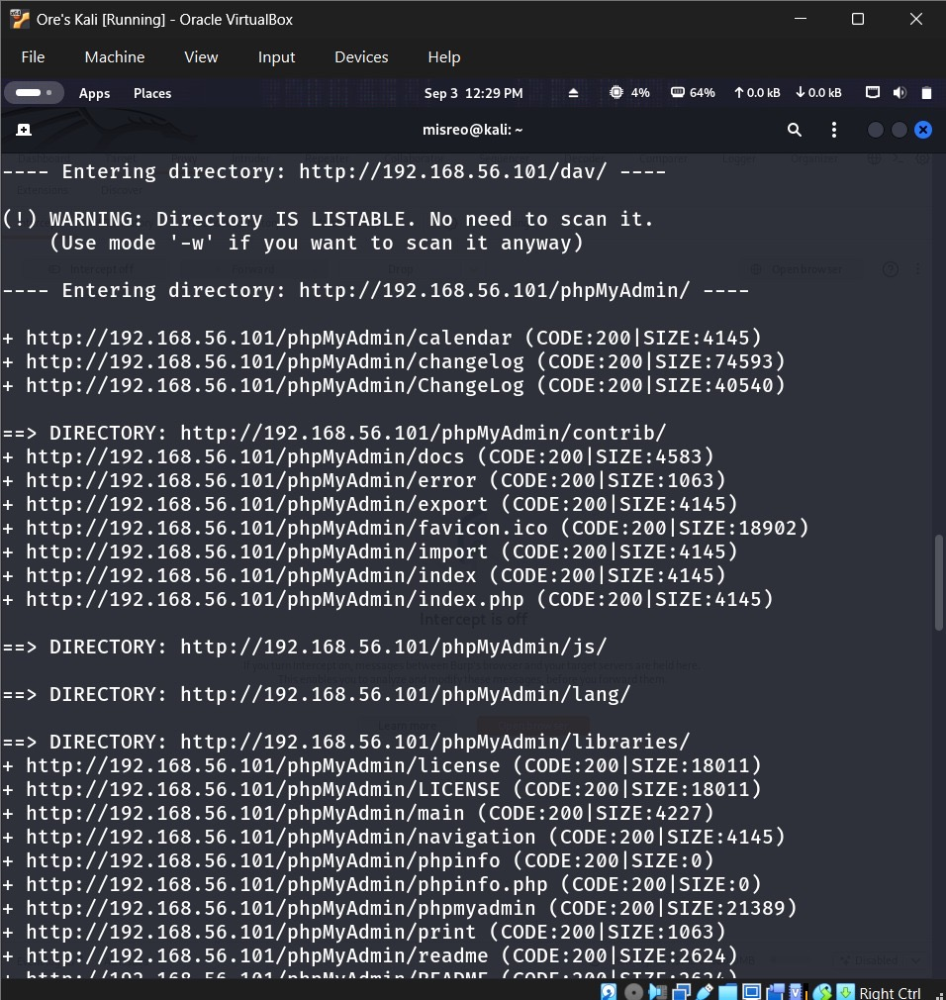 Ore's Kali [Running] - Oracle VirtualBox
File Machine View Input Devices Help
Apps Places Sep 3 12:29 PM 4% 64% ↑0.0 kB ↓0.0 kB
misreo@kali: ~
---- Entering directory: http://192.168.56.101/dav/ ----
(!) WARNING: Directory IS LISTABLE. No need to scan it.
(Use mode '-w' if you want to scan it anyway)
Intercept off Forward Drop Open browser
---- Entering directory: http://192.168.56.101/phpMyAdmin/ ----
+ http://192.168.56.101/phpMyAdmin/calendar (CODE:200|SIZE:4145)
+ http://192.168.56.101/phpMyAdmin/changelog (CODE:200|SIZE:74593)
+ http://192.168.56.101/phpMyAdmin/ChangeLog (CODE:200|SIZE:40540)
==> DIRECTORY: http://192.168.56.101/phpMyAdmin/contrib/
+ http://192.168.56.101/phpMyAdmin/docs (CODE:200|SIZE:4583)
+ http://192.168.56.101/phpMyAdmin/error (CODE:200|SIZE:1063)
+ http://192.168.56.101/phpMyAdmin/export (CODE:200|SIZE:4145)
+ http://192.168.56.101/phpMyAdmin/favicon.ico (CODE:200|SIZE:18902)
+ http://192.168.56.101/phpMyAdmin/import (CODE:200|SIZE:4145)
+ http://192.168.56.101/phpMyAdmin/index (CODE:200|SIZE:4145)
+ http://192.168.56.101/phpMyAdmin/index.php (CODE:200|SIZE:4145)
Intercept is off
==> DIRECTORY: http://192.168.56.101/phpMyAdmin/js/
==> DIRECTORY: http://192.168.56.101/phpMyAdmin/lang/
Learn more
==> DIRECTORY: http://192.168.56.101/phpMyAdmin/libraries/
+ http://192.168.56.101/phpMyAdmin/license (CODE:200|SIZE:18011)
+ http://192.168.56.101/phpMyAdmin/LICENSE (CODE:200|SIZE:18011)
+ http://192.168.56.101/phpMyAdmin/main (CODE:200|SIZE:4227)
+ http://192.168.56.101/phpMyAdmin/navigation (CODE:200|SIZE:4145)
+ http://192.168.56.101/phpMyAdmin/phpinfo (CODE:200|SIZE:0)
+ http://192.168.56.101/phpMyAdmin/phpinfo.php (CODE:200|SIZE:0)
+ http://192.168.56.101/phpMyAdmin/phpmyadmin (CODE:200|SIZE:21389)
+ http://192.168.56.101/phpMyAdmin/print (CODE:200|SIZE:1063)
+ http://192.168.56.101/phpMyAdmin/readme (CODE:200|SIZE:2624)
Disabled
+ http://192.168.56.101/phpMyAdmin/README (CODE:200|SIZE:2624)
Right Ctrl